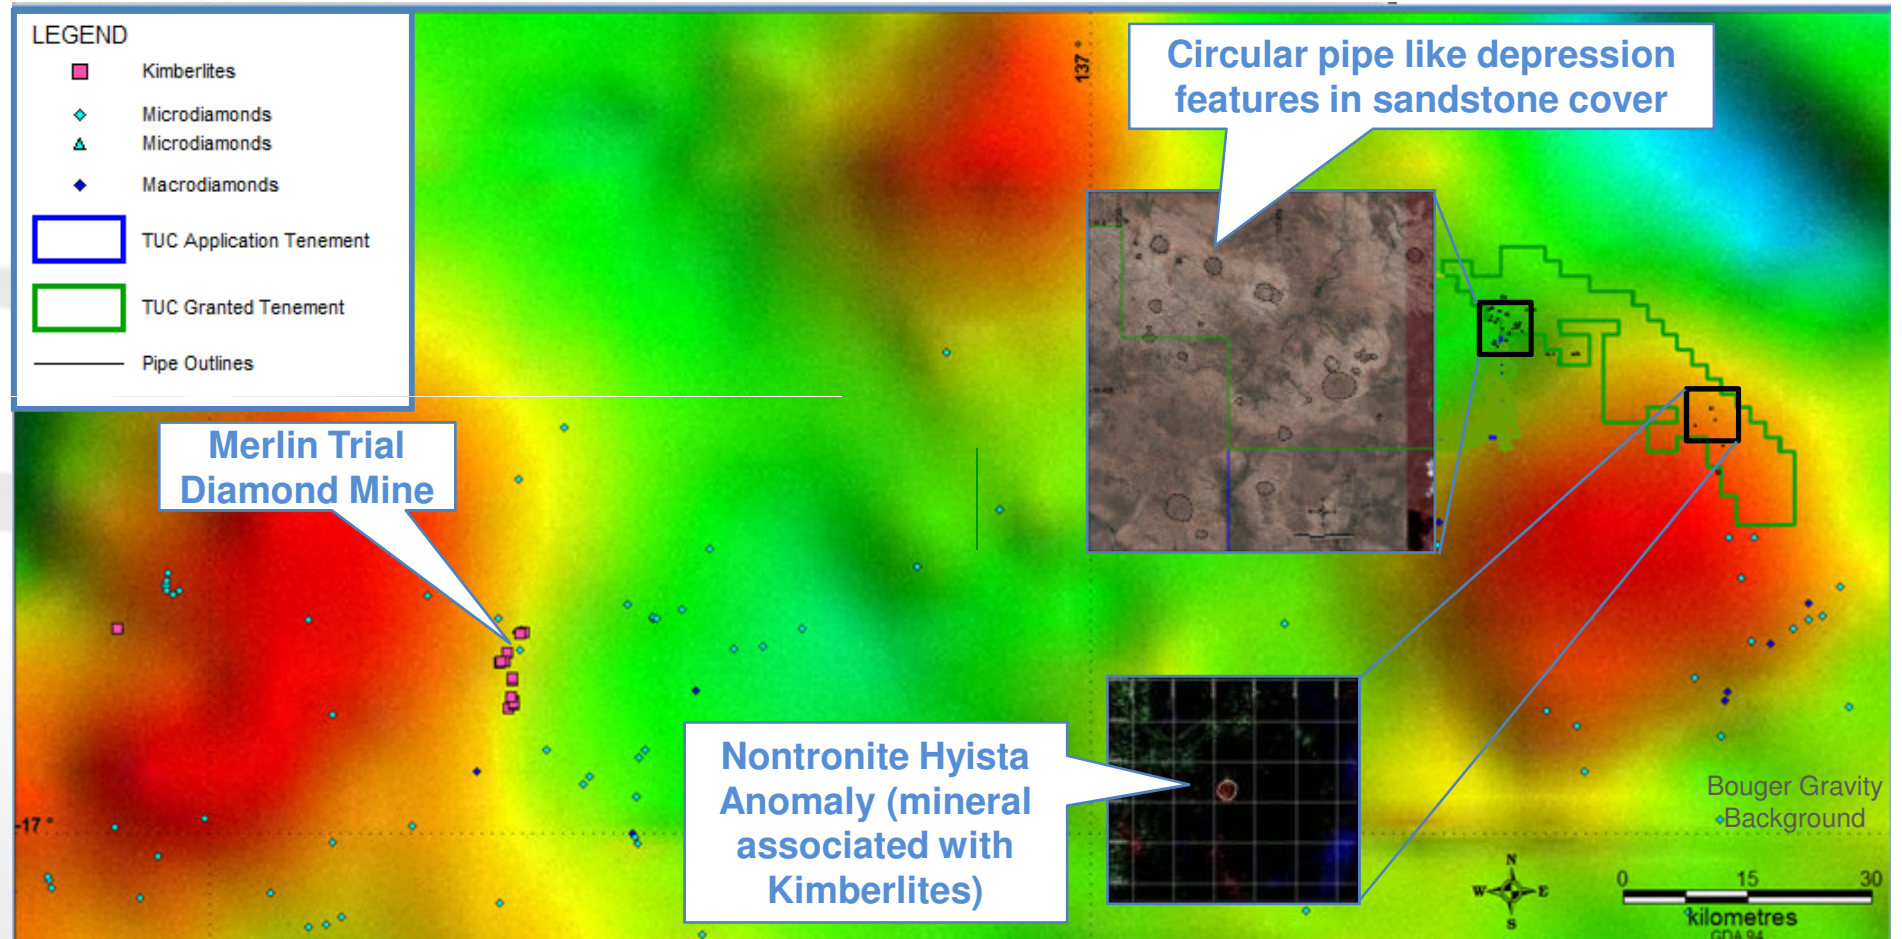 LEGEND
Kimberlites
Microdiamonds
Microdiamonds
Macrodiamonds
TUC Application Tenement
TUC Granted Tenement
Pipe Outlines
137 °
Circular pipe like depression
features in sandstone cover
Merlin Trial
Diamond Mine
Nontronite Hyista
Anomaly (mineral
associated with
Kimberlites)
-17 °
Bouger Gravity
Background
N
W E
S
0 15 30
kilometres
GDA 94